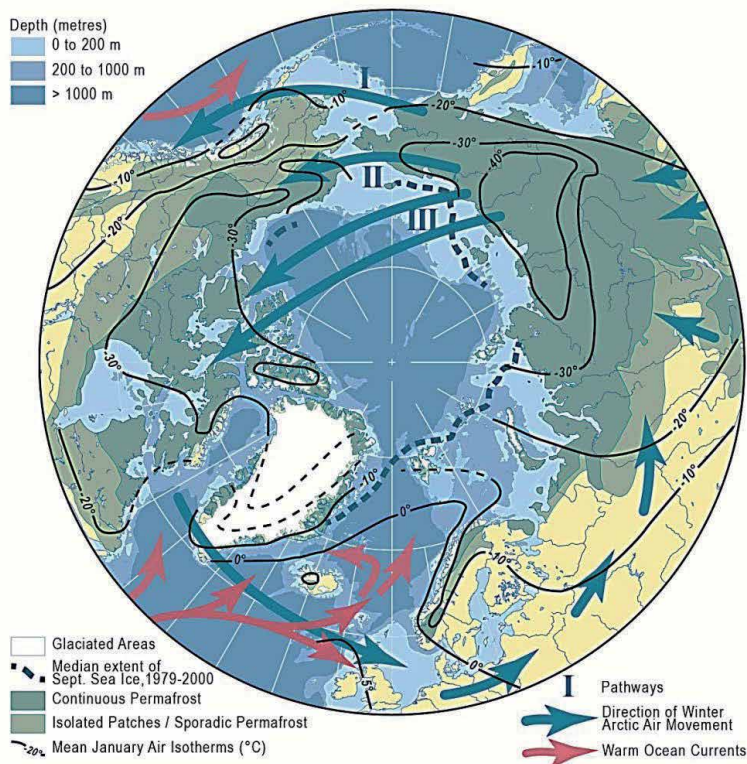 Depth (metres)
0 to 200 m
200 to 1000 m
> 1000 m
I
-10°
-10°
-20°
-30°
-40°
II
III
-10°
-20°
-30°
-30°
-30°
-20°
-20°
-10°
-10°
0°
0°
-10°
0°
5°
Glaciated Areas
Median extent of
Sept. Sea Ice,1979-2000
Continuous Permafrost
Isolated Patches / Sporadic Permafrost
-20° Mean January Air Isotherms (°C)
I Pathways
Direction of Winter
Arctic Air Movement
Warm Ocean Currents